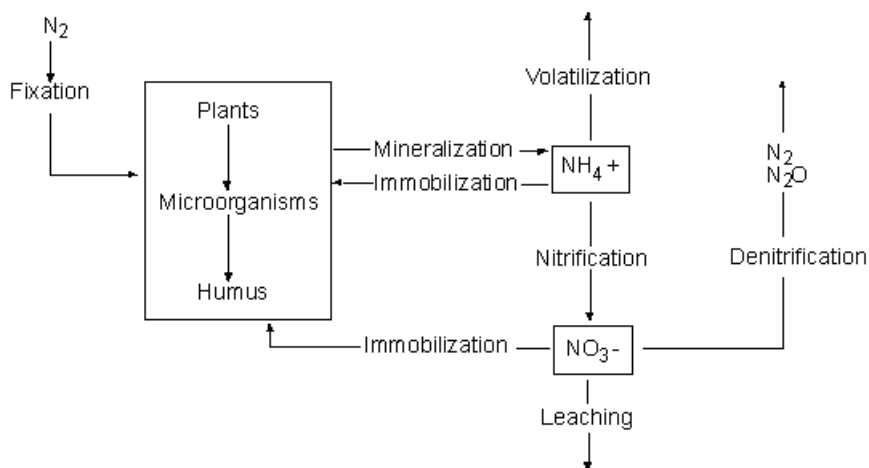 N2
Fixation
Plants
Microorganisms
Humus
Mineralization
Immobilization
Volatilization
NH4 +
Nitrification
N2
N2O
Denitrification
Immobilization
NO3-
Leaching